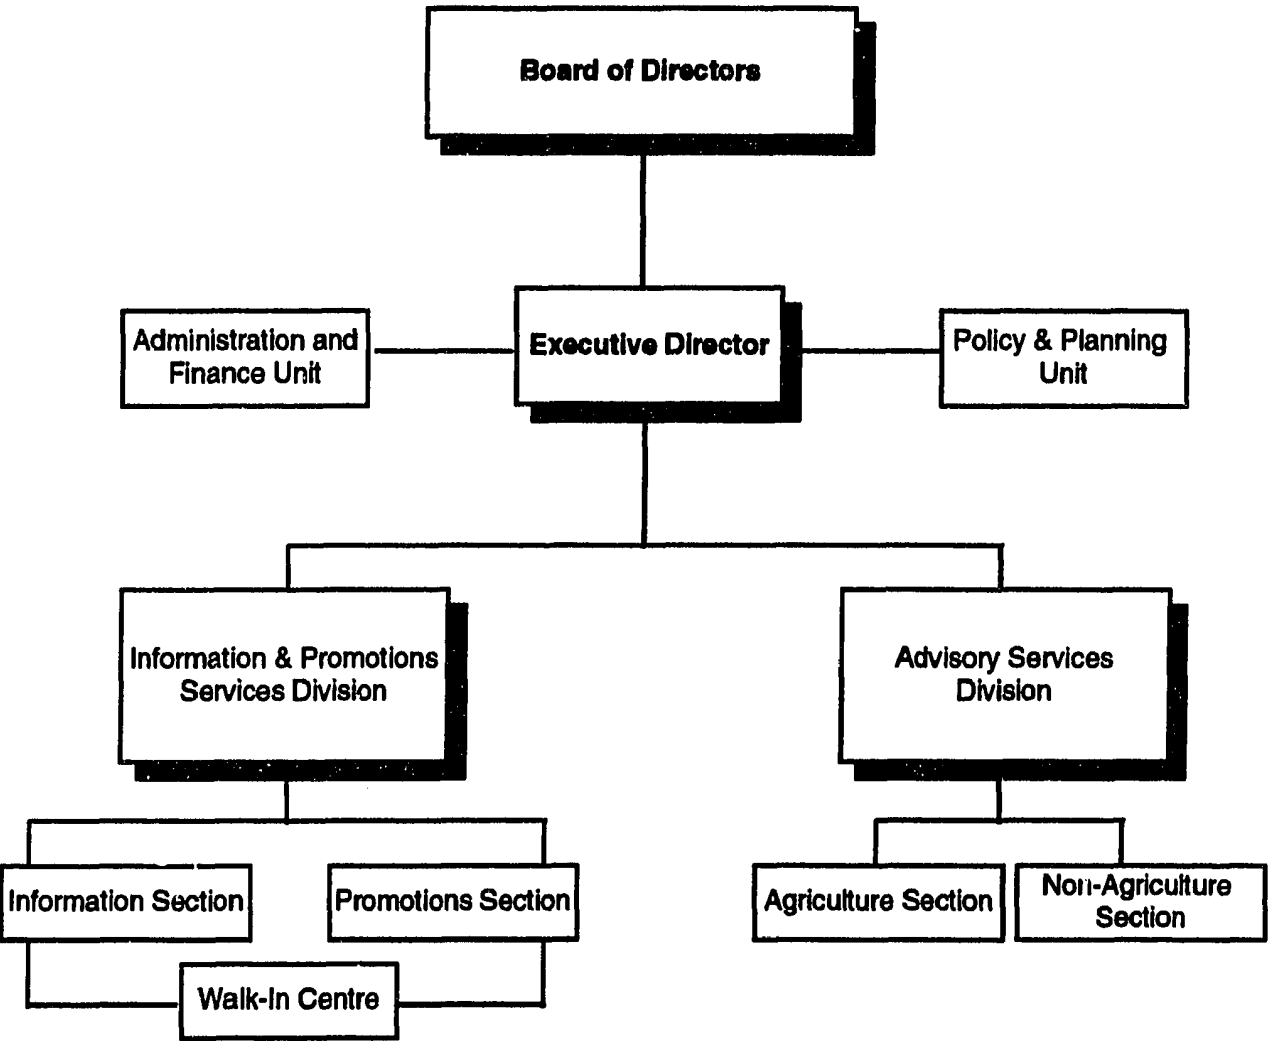 Board of Directors
Administration and
Finance Unit
Executive Director
Policy & Planning
Unit
Information & Promotions
Services Division
Advisory Services
Division
Information Section
Promotions Section
Agriculture Section
Non-Agriculture
Section
Walk-In Centre